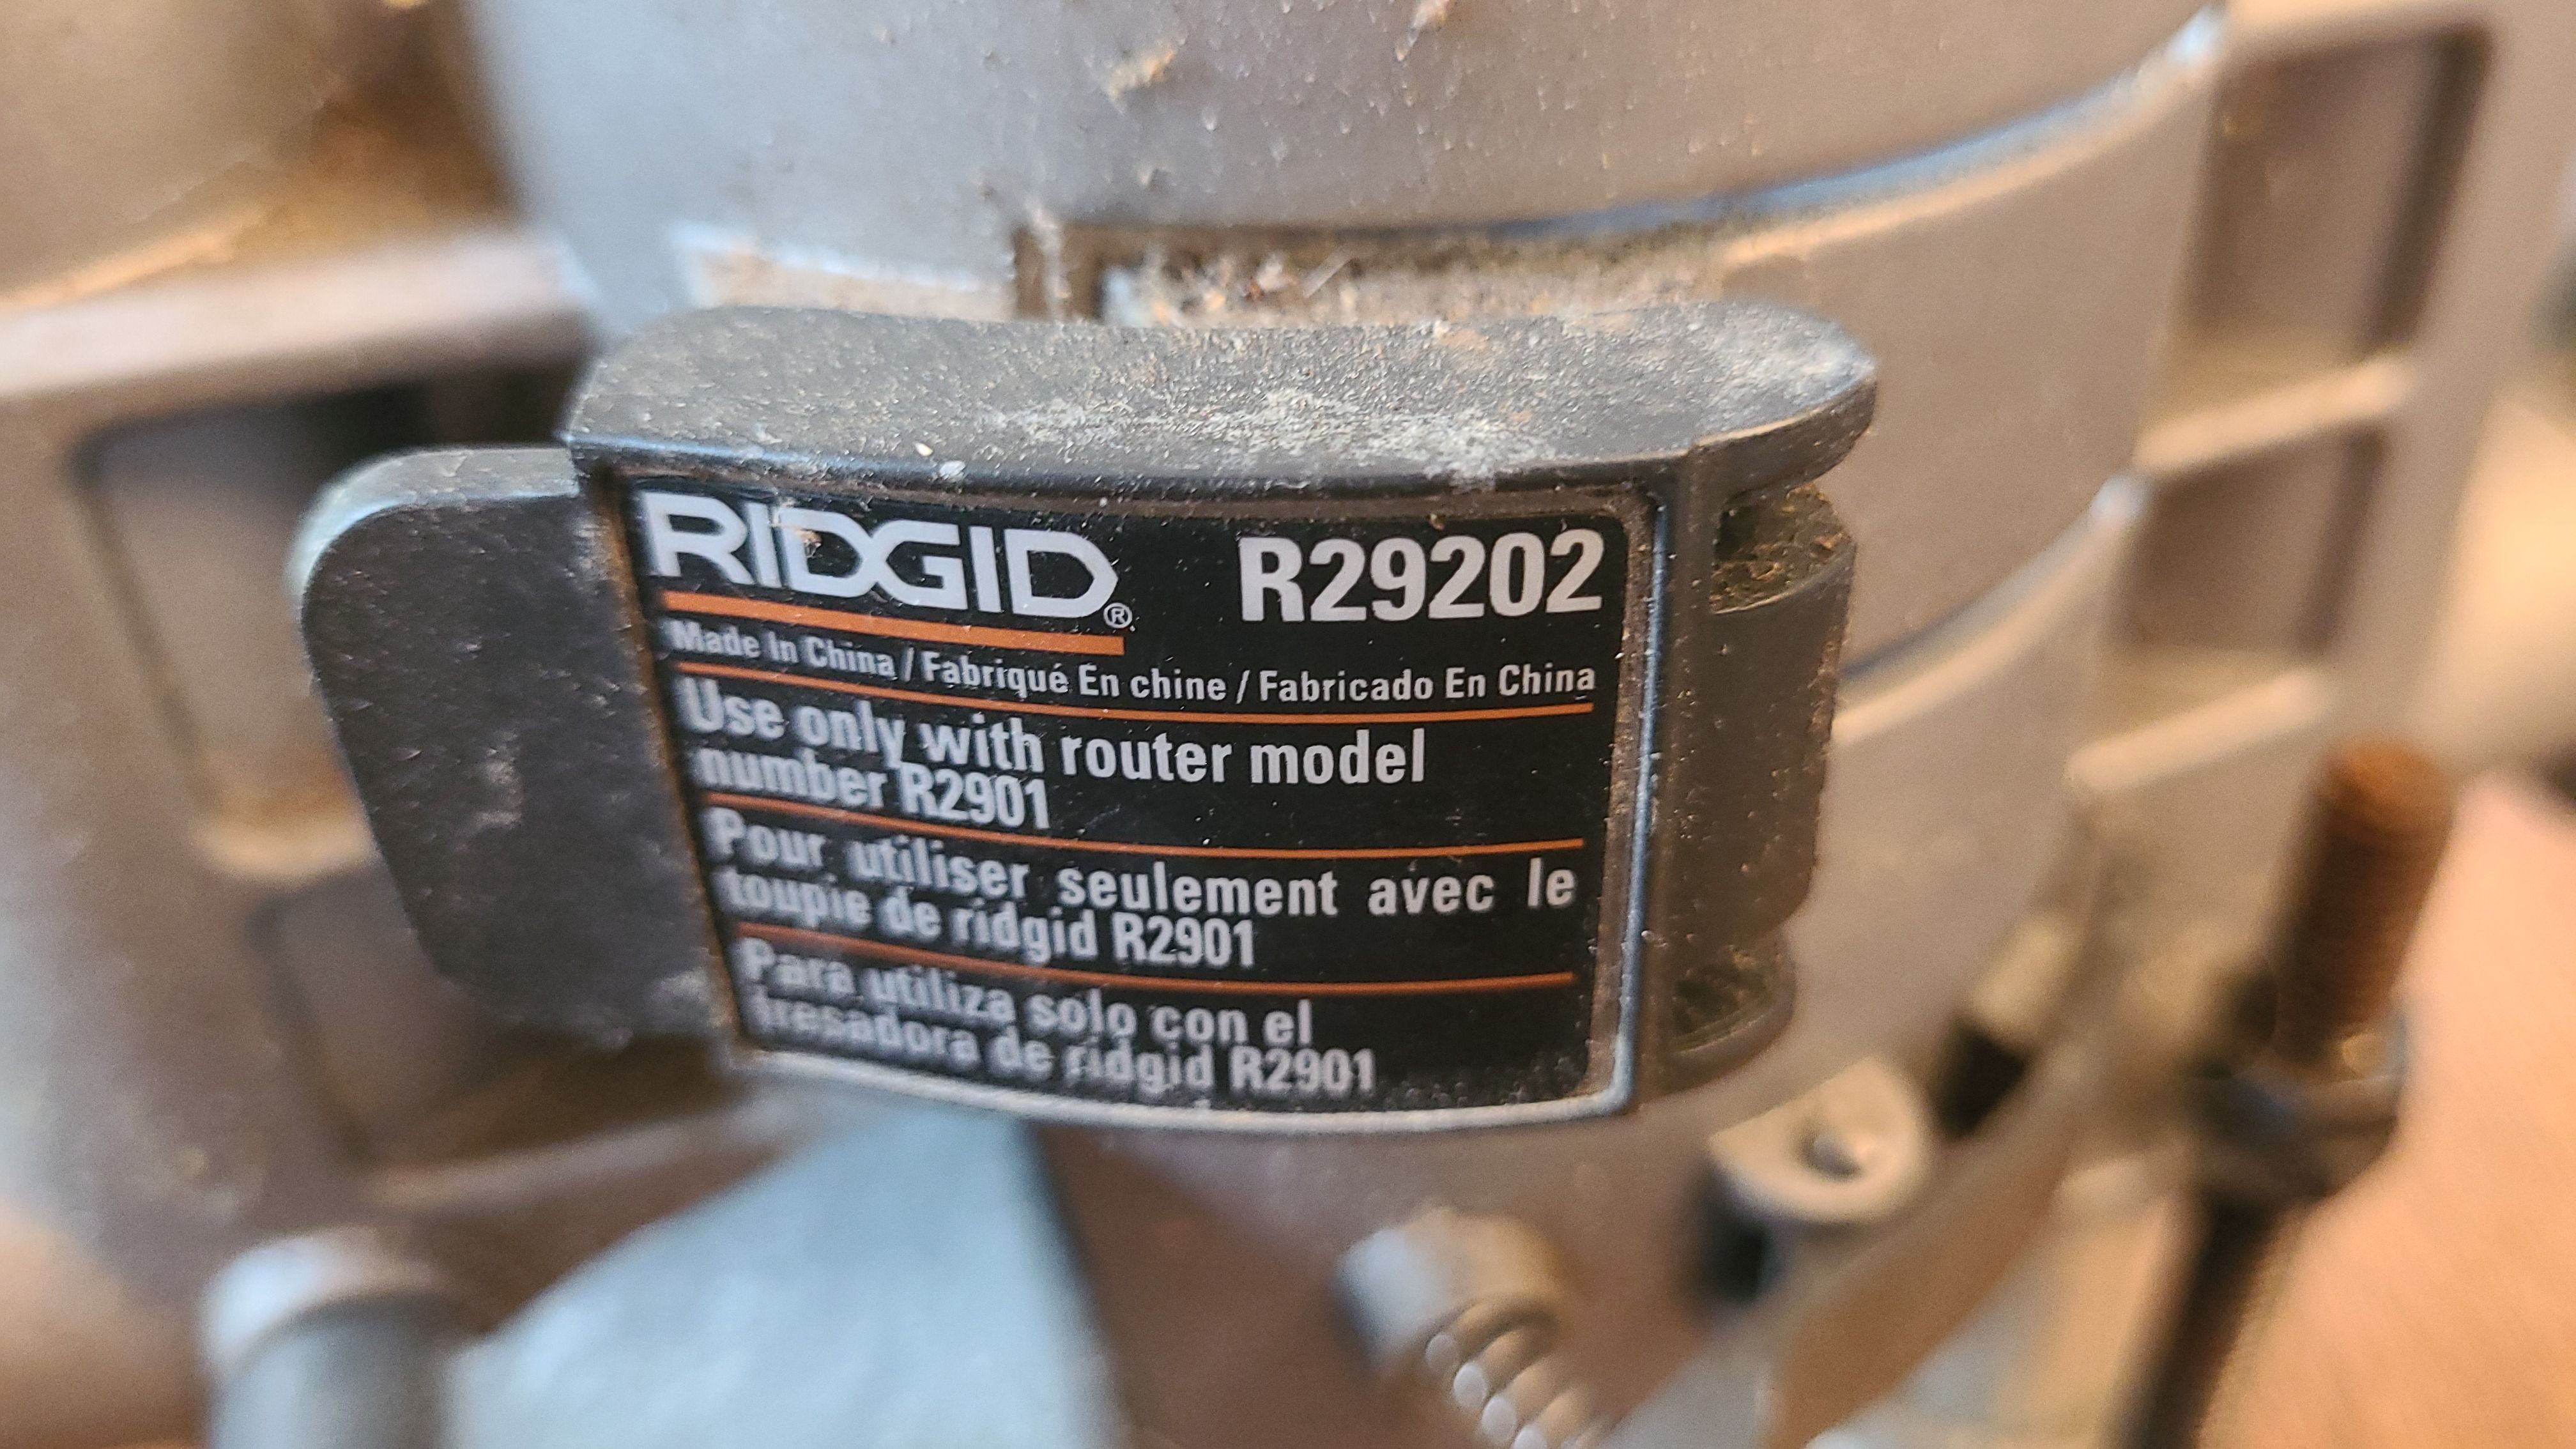 RIDGID® R29202
Made In China / Fabriqué En chine / Fabricado En China
Use only with router model
number R2901
Pour utiliser seulement avec le
toupie de ridgid R2901
Para utiliza solo con el
fresadora de ridgid R2901